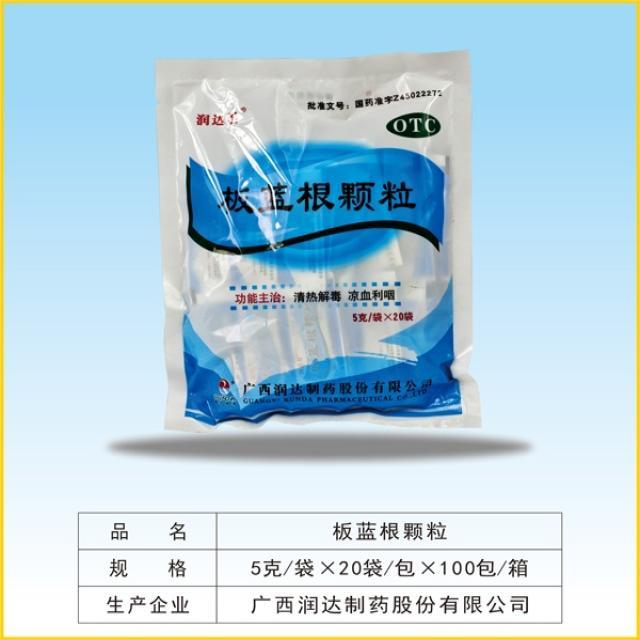 润达
批准文号：国药准字Z4502227
OTC
板蓝根颗粒
功能主治：清热解毒 凉血利咽
5克/袋×20袋
广西润达制药股份有限公司
GUANGXI RUNDA PHARMACEUTICAL Co.,LTD
品 名 板蓝根颗粒
规 格 5克/袋×20袋/包×100包/箱
生产企业 广西润达制药股份有限公司